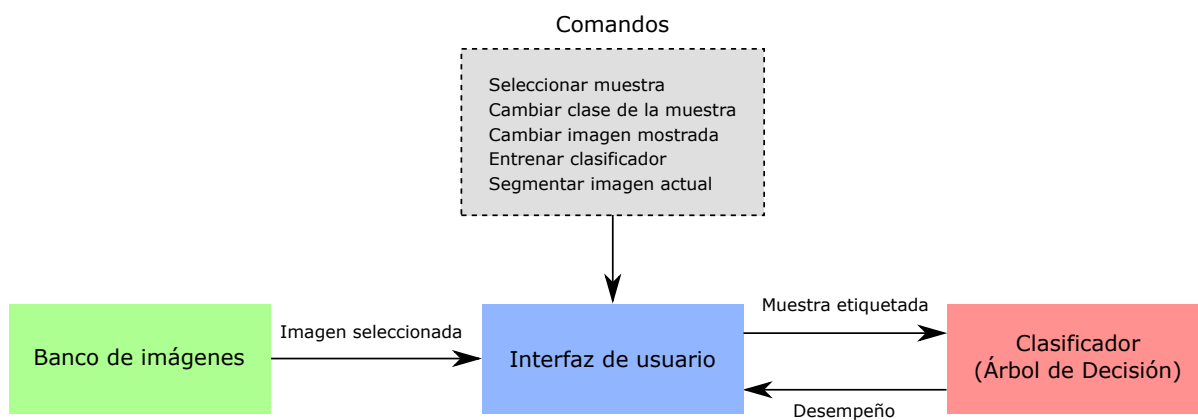 Comandos
Seleccionar muestra
Cambiar clase de la muestra
Cambiar imagen mostrada
Entrenar clasificador
Segmentar imagen actual
Banco de imágenes
Imagen seleccionada
Interfaz de usuario
Muestra etiquetada
Desempeño
Clasificador
(Árbol de Decisión)